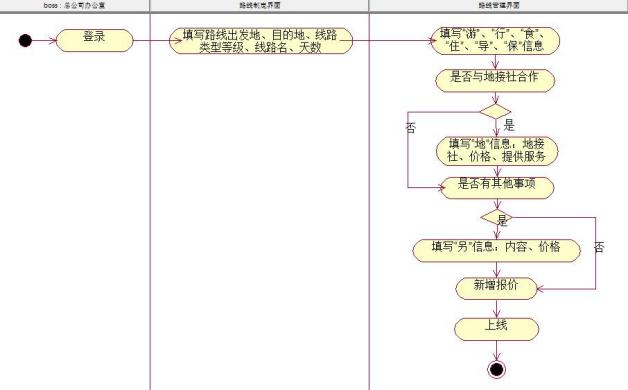 boss : 总公司办公室
路线制定界面
路线管理界面
登录
填写路线出发地、目的地、线路
类型等级、线路名、天数
填写“游”、“行”、“食”、
“住”、“导”、“保”信息
是否与地接社合作
否
是
填写“地”信息：地接
社、价格、提供服务
是否有其他事项
是
否
填写“另”信息：内容、价格
新增报价
上线